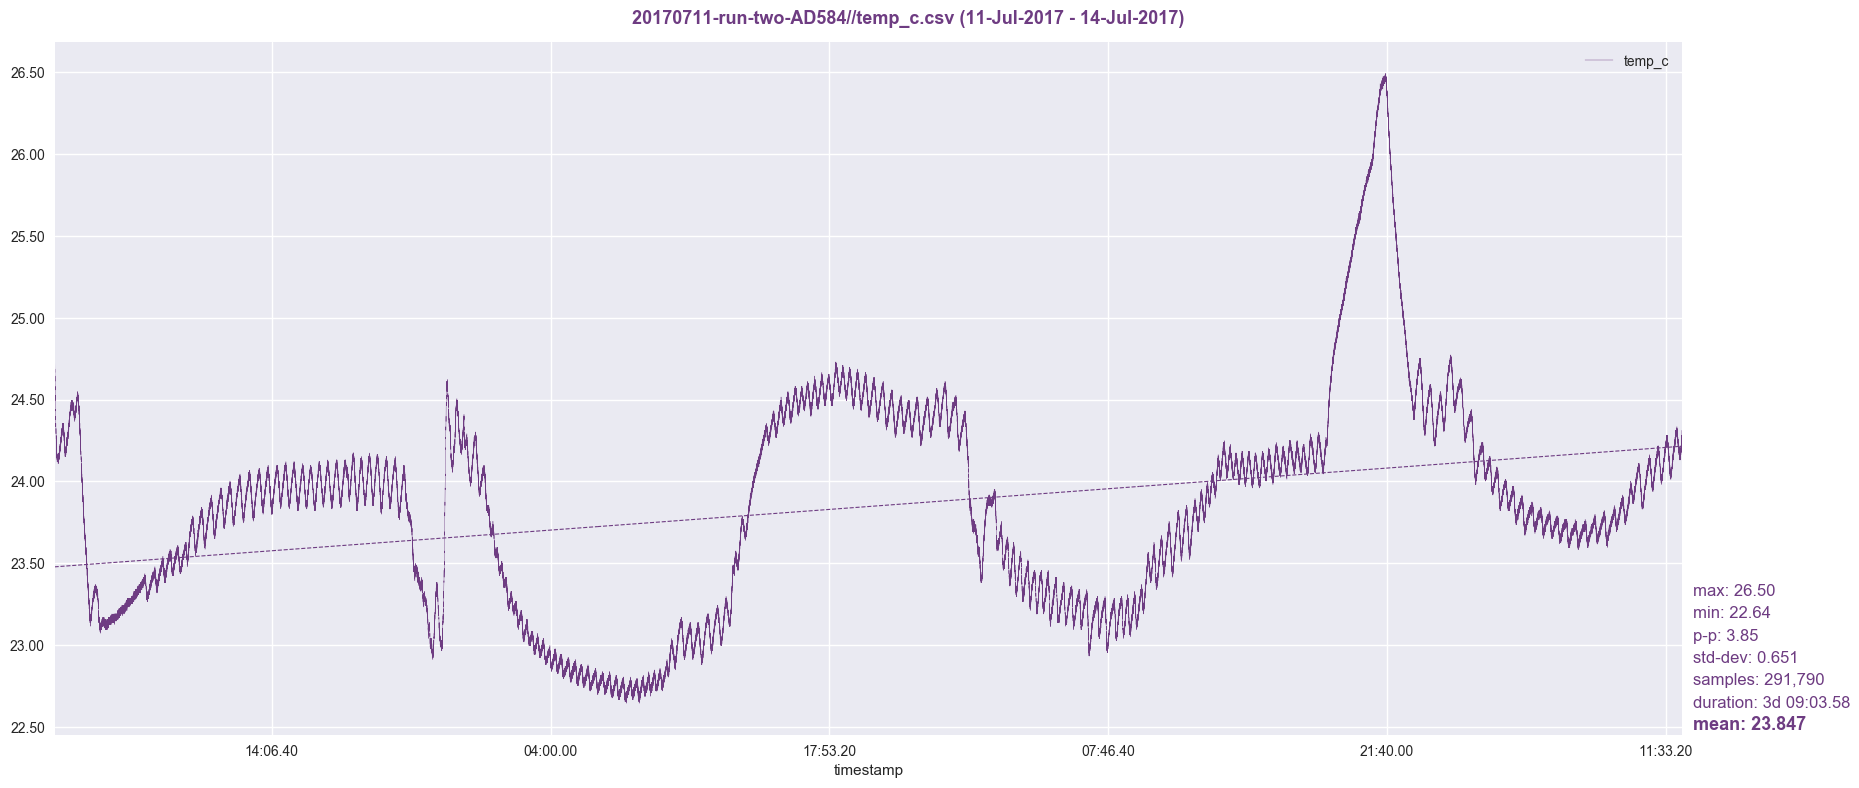 20170711-run-two-AD584//temp_c.csv (11-Jul-2017 - 14-Jul-2017)
temp_c
26.50
26.00
25.50
25.00
24.50
24.00
23.50
23.00
22.50
max: 26.50
min: 22.64
p-p: 3.85
std-dev: 0.651
samples: 291,790
duration: 3d 09:03.58
mean: 23.847
14:06.40 04:00.00 17:53.20 07:46.40 21:40.00 11:33.20
timestamp